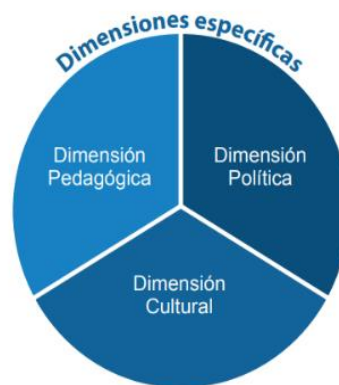 Dimensiones específicas
Dimensión
Pedagógica
Dimensión
Política
Dimensión
Cultural